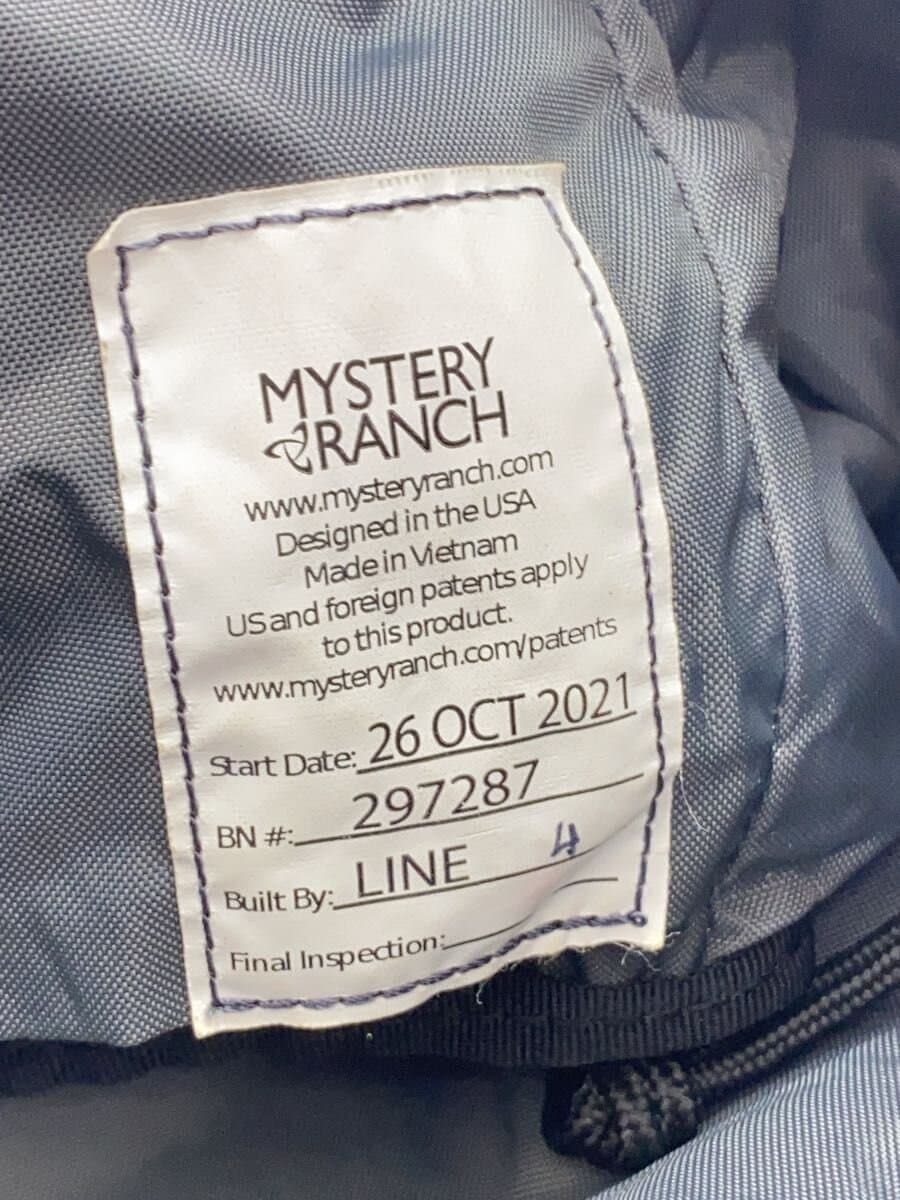 MYSTERY
RANCH
www.mysteryranch.com
Designed in the USA
Made in Vietnam
US and foreign patents apply
to this product.
www.mysteryranch.com/patents
Start Date: 26 OCT 2021
BN #: 297287
Built By: LINE 4
Final Inspection: